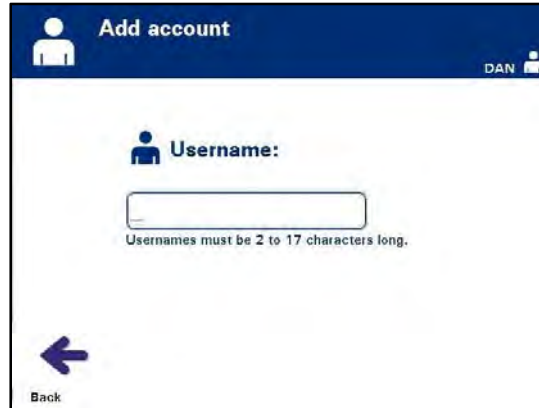 Add account
DAN
Username:
Usernames must be 2 to 17 characters long.
Back